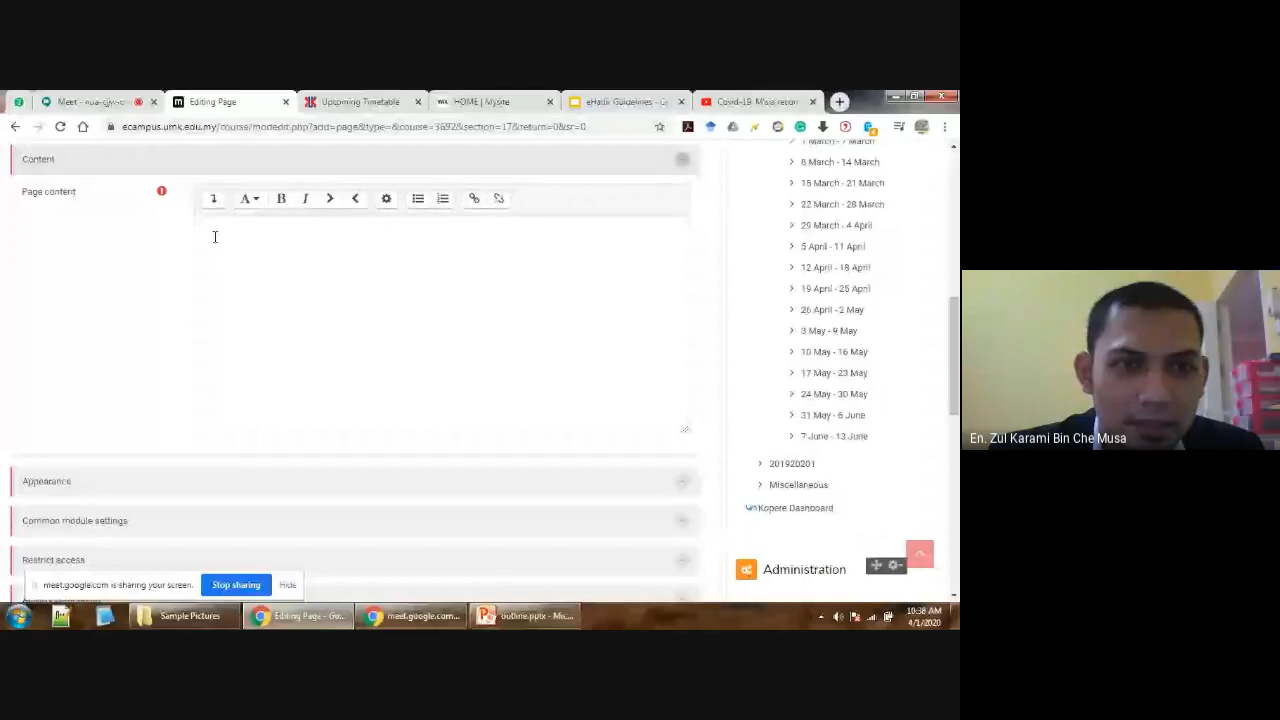 Meet -
Editing Page
Upcoming Timetable
HOME | Mysite
eHadir Guidelines -
Covid-19: M'sia
ecampus.umk.edu.my/course/modedit.php?add=page&type=&course=3692&section=17&return=0&sr=0
Content
Page content
A
B
I
1 March - 7 March
8 March - 14 March
15 March - 21 March
22 March - 28 March
29 March - 4 April
5 April - 11 April
12 April - 18 April
19 April - 25 April
26 April - 2 May
3 May - 9 May
10 May - 16 May
17 May - 23 May
24 May - 30 May
31 May - 6 June
7 June - 13 June
201920201
Miscellaneous
Kopere Dashboard
Administration
Appearance
Common module settings
Restrict access
meet.google.com is sharing your screen.
Stop sharing
Hide
Sample Pictures
Editing Page - Go...
meet.google.com...
outline.pptx - Mic...
10:38 AM
4/1/2020
En. Zul Karami Bin Che Musa